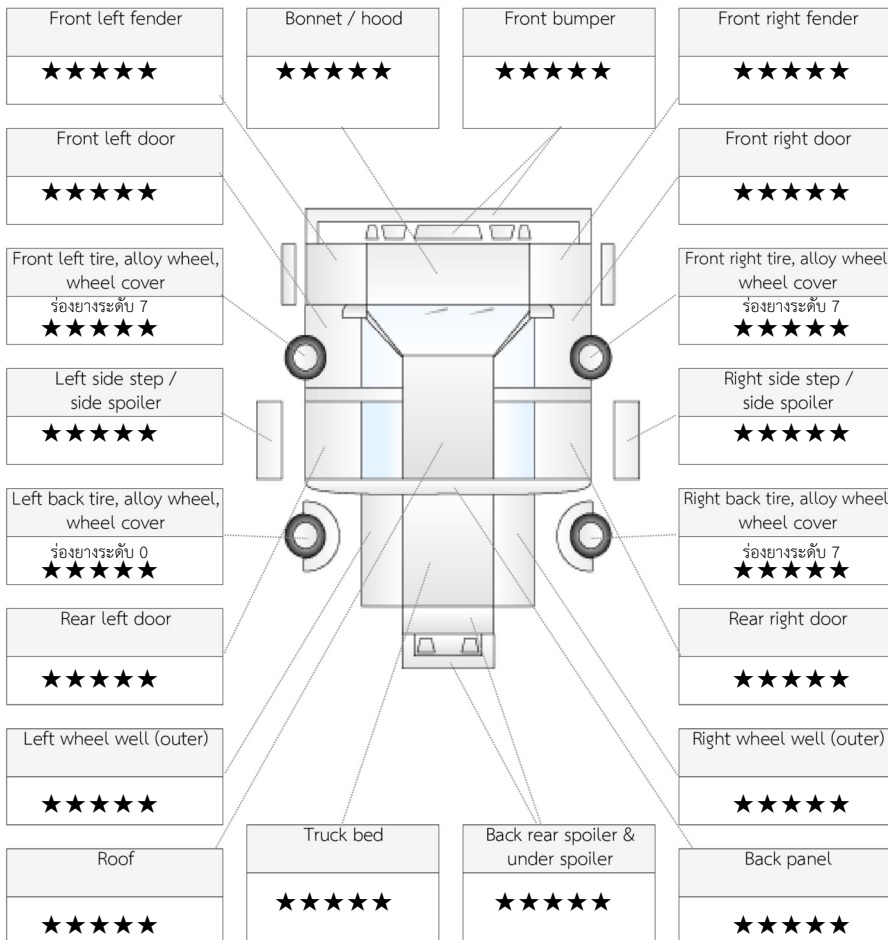 Front left fender
★★★★★
Bonnet / hood
★★★★★
Front bumper
★★★★★
Front right fender
★★★★★
Front left door
★★★★★
Front right door
★★★★★
Front left tire, alloy wheel,
wheel cover
ร่องยางระดับ 7
★★★★★
Front right tire, alloy wheel
wheel cover
ร่องยางระดับ 7
★★★★★
Left side step /
side spoiler
★★★★★
Right side step /
side spoiler
★★★★★
Left back tire, alloy wheel,
wheel cover
ร่องยางระดับ 0
★★★★★
Right back tire, alloy wheel
wheel cover
ร่องยางระดับ 7
★★★★★
Rear left door
★★★★★
Rear right door
★★★★★
Left wheel well (outer)
★★★★★
Right wheel well (outer)
★★★★★
Roof
★★★★★
Truck bed
★★★★★
Back rear spoiler &
under spoiler
★★★★★
Back panel
★★★★★